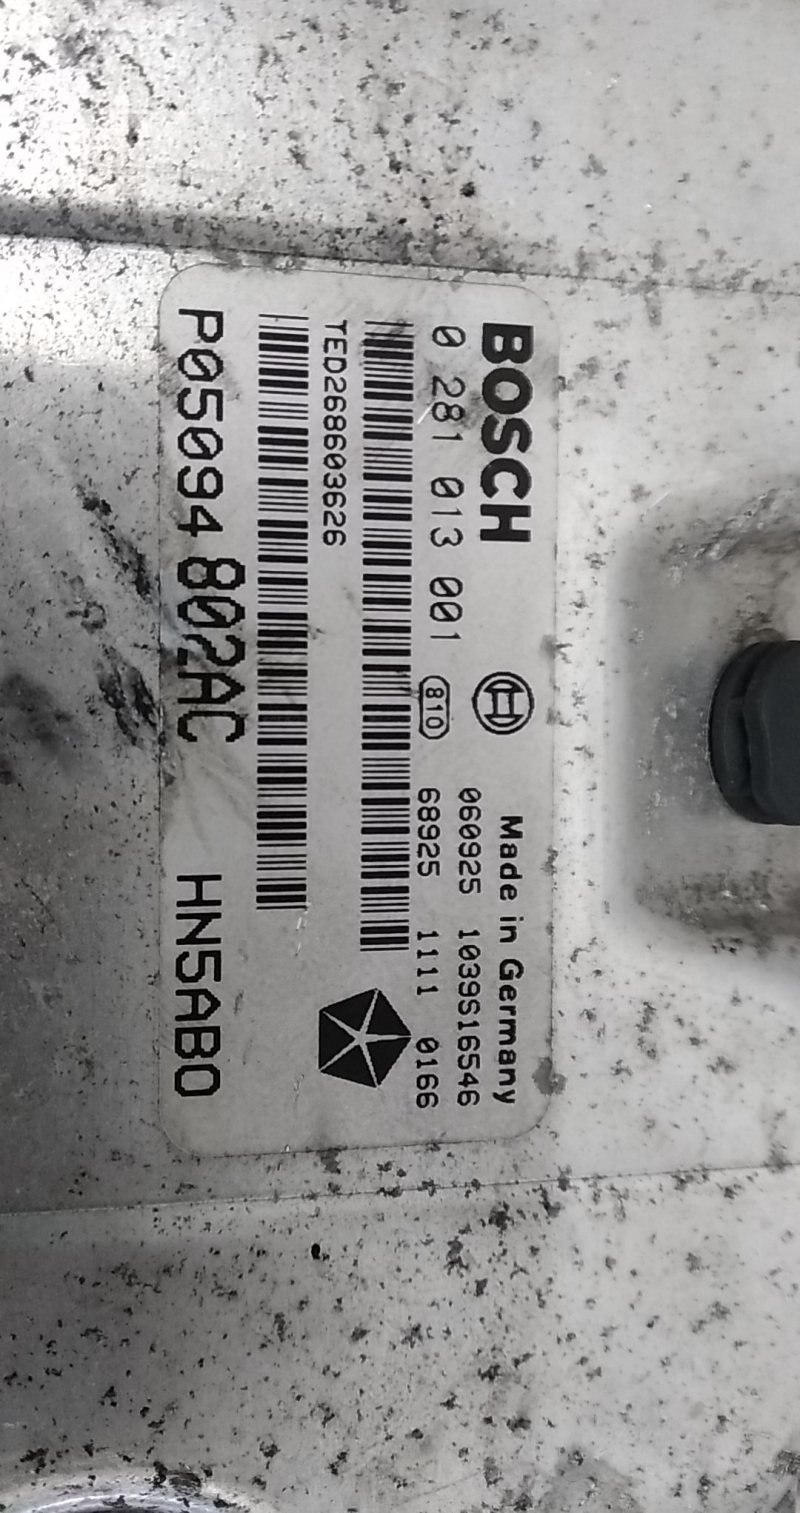 BOSCH
Made in Germany
0 281 013 001
060925 1039S16546
810
68925 1111 0166
TED268603626
P05094 802AC HN5AB0